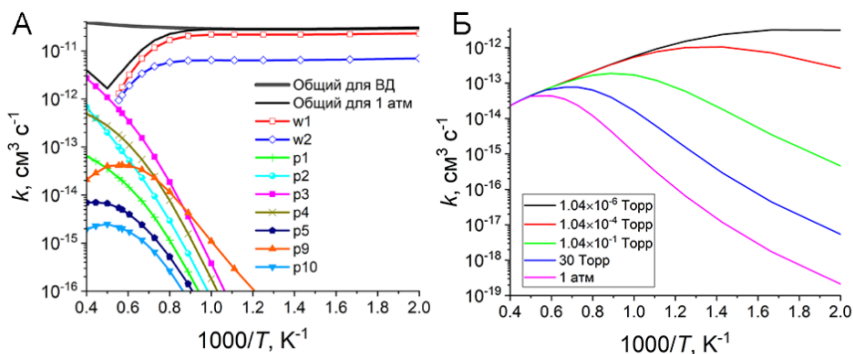 А
k, см³ с⁻¹
10⁻¹¹
10⁻¹²
10⁻¹³
10⁻¹⁴
10⁻¹⁵
10⁻¹⁶
Общий для ВД
Общий для 1 атм
w1
w2
p1
p2
p3
p4
p5
p9
p10
0.4 0.6 0.8 1.0 1.2 1.4 1.6 1.8 2.0
1000/T, K⁻¹
Б
k, см³ с⁻¹
10⁻¹²
10⁻¹³
10⁻¹⁴
10⁻¹⁵
10⁻¹⁶
10⁻¹⁷
10⁻¹⁸
10⁻¹⁹
1.04×10⁻⁶ Торр
1.04×10⁻⁴ Торр
1.04×10⁻¹ Торр
30 Торр
1 атм
0.4 0.6 0.8 1.0 1.2 1.4 1.6 1.8 2.0
1000/T, K⁻¹